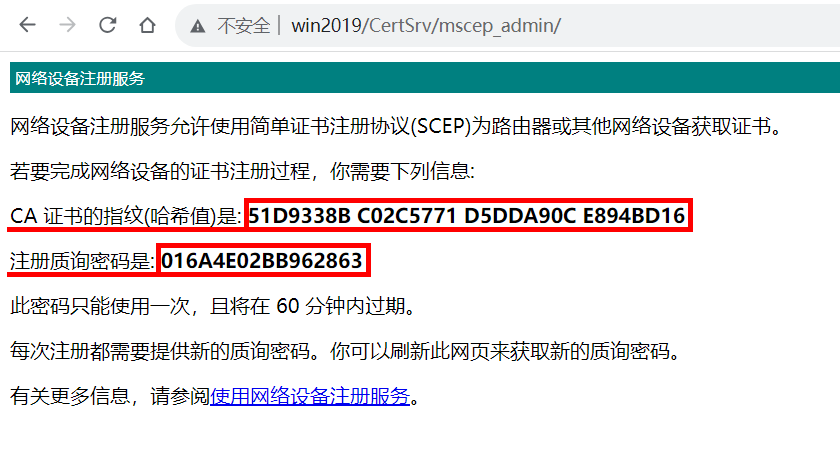 不安全 | win2019/CertSrv/mscep_admin/
网络设备注册服务
网络设备注册服务允许使用简单证书注册协议(SCEP)为路由器或其他网络设备获取证书。
若要完成网络设备的证书注册过程，你需要下列信息:
CA 证书的指纹(哈希值)是: 51D9338B C02C5771 D5DDA90C E894BD16
注册质询密码是: 016A4E02BB962863
此密码只能使用一次，且将在 60 分钟内过期。
每次注册都需要提供新的质询密码。你可以刷新此网页来获取新的质询密码。
有关更多信息，请参阅使用网络设备注册服务。